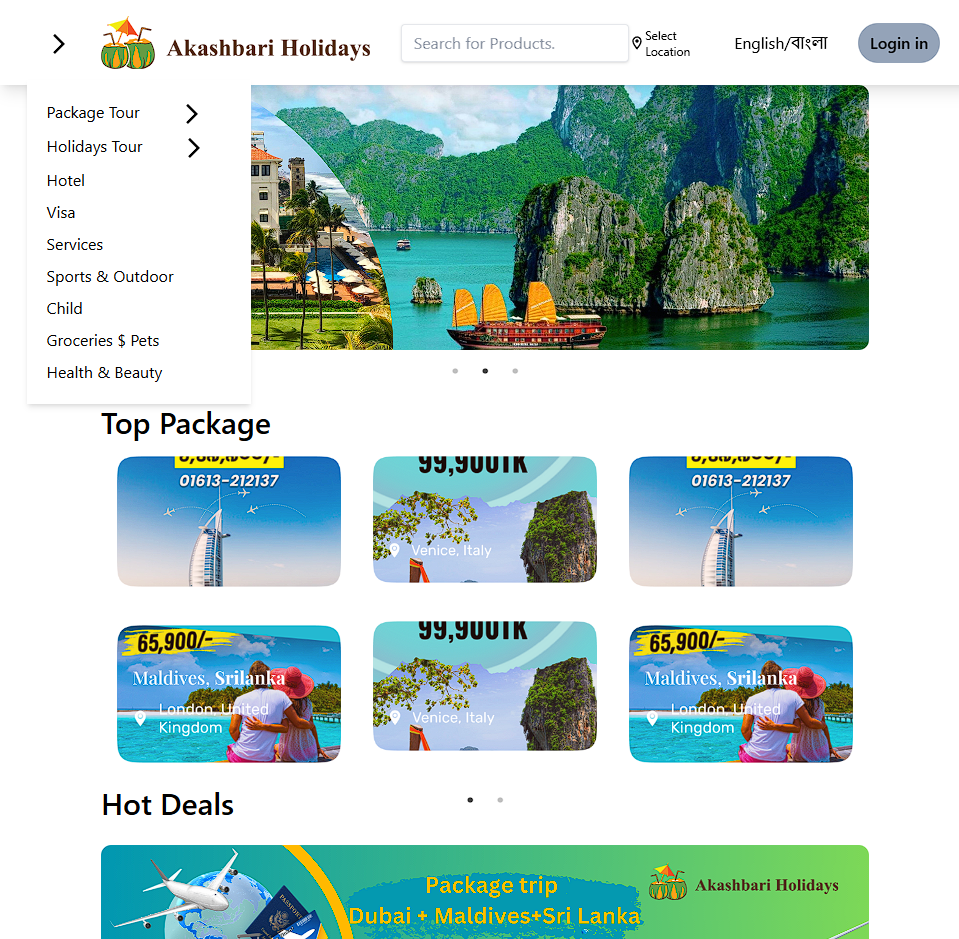 Akashbari Holidays
Search for Products.
Select
Location
English/বাংলা
Login in
Package Tour
Holidays Tour
Hotel
Visa
Services
Sports & Outdoor
Child
Groceries $ Pets
Health & Beauty
Top Package
01613-212137
99,900TK
Venice, Italy
01613-212137
65,900/-
Maldives, Srilanka
London, United
Kingdom
99,900TK
Venice, Italy
65,900/-
Maldives, Srilanka
London, United
Kingdom
Hot Deals
PASSPORT
Package trip
Dubai + Maldives+Sri Lanka
Akashbari Holidays